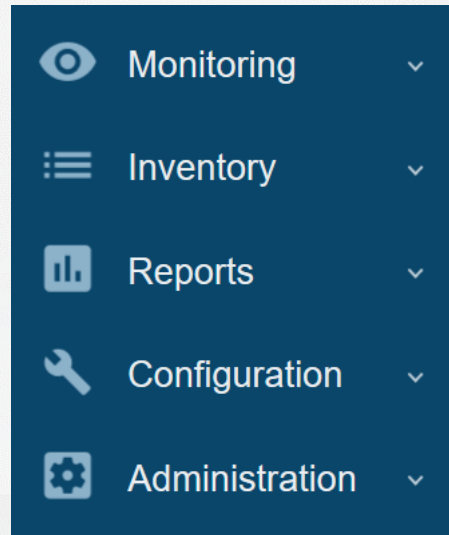 Monitoring
Inventory
Reports
Configuration
Administration